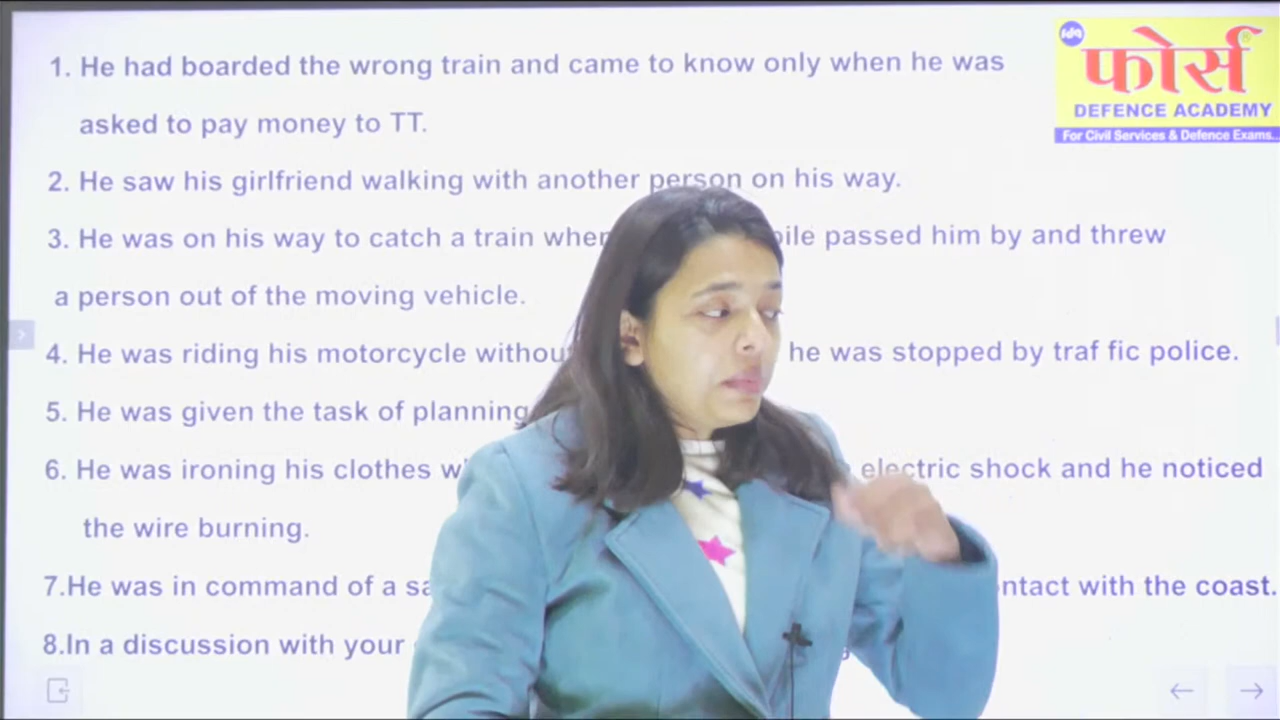 1. He had boarded the wrong train and came to know only when he was
asked to pay money to TT.
2. He saw his girlfriend walking with another person on his way.
3. He was on his way to catch a train when passed him by and threw
a person out of the moving vehicle.
4. He was riding his motorcycle without he was stopped by traf fic police.
5. He was given the task of planning
6. He was ironing his clothes electric shock and he noticed
the wire burning.
7.He was in command of a contact with the coast.
8.In a discussion with your
फोर्स
DEFENCE ACADEMY
For Civil Services & Defence Exams...